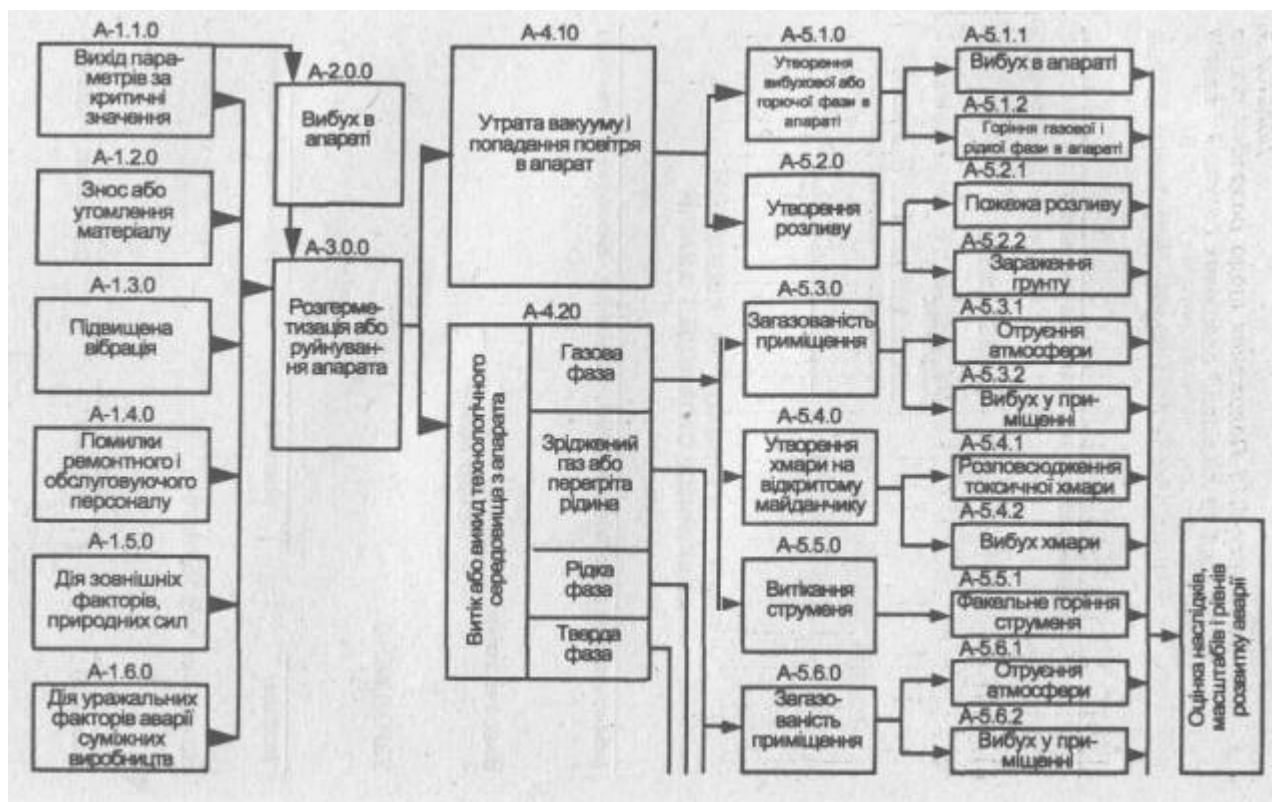 А-1.1.0
Вихід пара-
метрів за
критичні
значення
А-1.2.0
Знос або
утомлення
матеріалу
А-1.3.0
Підвищена
вібрація
А-1.4.0
Помилки
ремонтного і
обслуговуючого
персоналу
А-1.5.0
Дія зовнішніх
факторів,
природних сил
А-1.6.0
Дія уражальних
факторів аварії
суміжних
виробництв
А-2.0.0
Вибух в
апараті
А-3.0.0
Розгерме-
тизація або
руйнуван-
ня апарата
А-4.10
Утрата вакууму і
попадання повітря
в апарат
А-4.20
Витік або викид технологічного
середовища з апарата
Газова
фаза
Зріджений
газ або
перегріта
рідина
Рідка
фаза
Тверда
фаза
А-5.1.0
Утворення
вибухової або
горючої фази в
апараті
А-5.2.0
Утворення
розливу
А-5.3.0
Загазованість
приміщення
А-5.4.0
Утворення
хмари на
відкритому
майданчику
А-5.5.0
Витікання
струменя
А-5.6.0
Загазо-
ваність
приміщення
А-5.1.1
Вибух в апараті
А-5.1.2
Горіння газової і
рідкої фази в апараті
А-5.2.1
Пожежа розливу
А-5.2.2
Зараження
грунту
А-5.3.1
Отруєння
атмосфери
А-5.3.2
Вибух у при-
міщенні
А-5.4.1
Розповсюдження
токсичної хмари
А-5.4.2
Вибух хмари
А-5.5.1
Факельне горіння
струменя
А-5.6.1
Отруєння
атмосфери
А-5.6.2
Вибух у при-
міщенні
Оцінка наслідків,
масштабів і рівнів
розвитку аварії